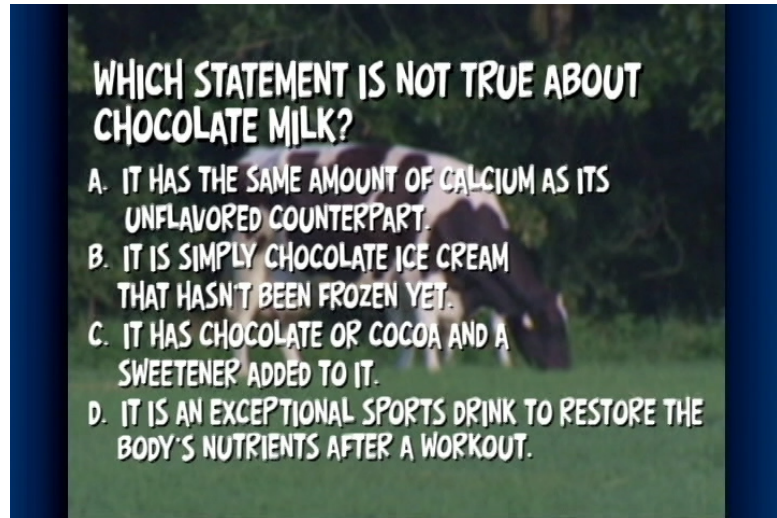 WHICH STATEMENT IS NOT TRUE ABOUT
CHOCOLATE MILK?
A. IT HAS THE SAME AMOUNT OF CALCIUM AS ITS
UNFLAVORED COUNTERPART.
B. IT IS SIMPLY CHOCOLATE ICE CREAM
THAT HASN'T BEEN FROZEN YET.
C. IT HAS CHOCOLATE OR COCOA AND A
SWEETENER ADDED TO IT.
D. IT IS AN EXCEPTIONAL SPORTS DRINK TO RESTORE THE
BODY'S NUTRIENTS AFTER A WORKOUT.